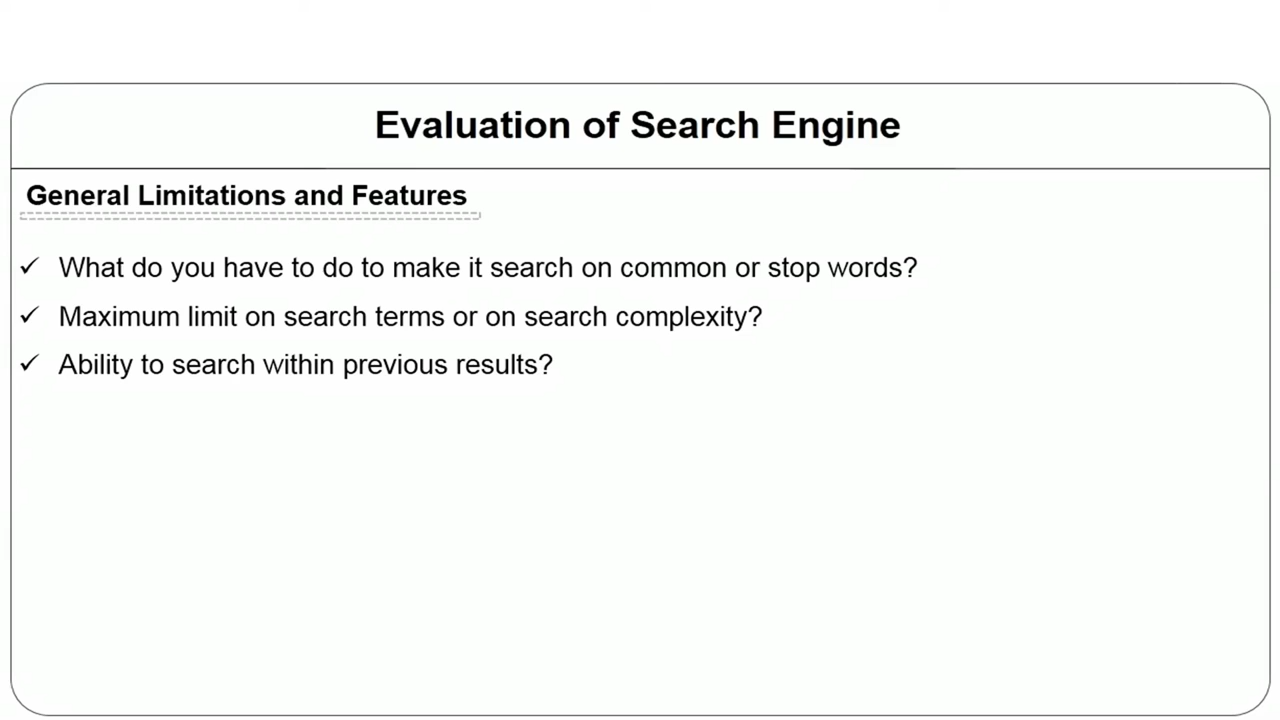 Evaluation of Search Engine
General Limitations and Features
✓ What do you have to do to make it search on common or stop words?
✓ Maximum limit on search terms or on search complexity?
✓ Ability to search within previous results?